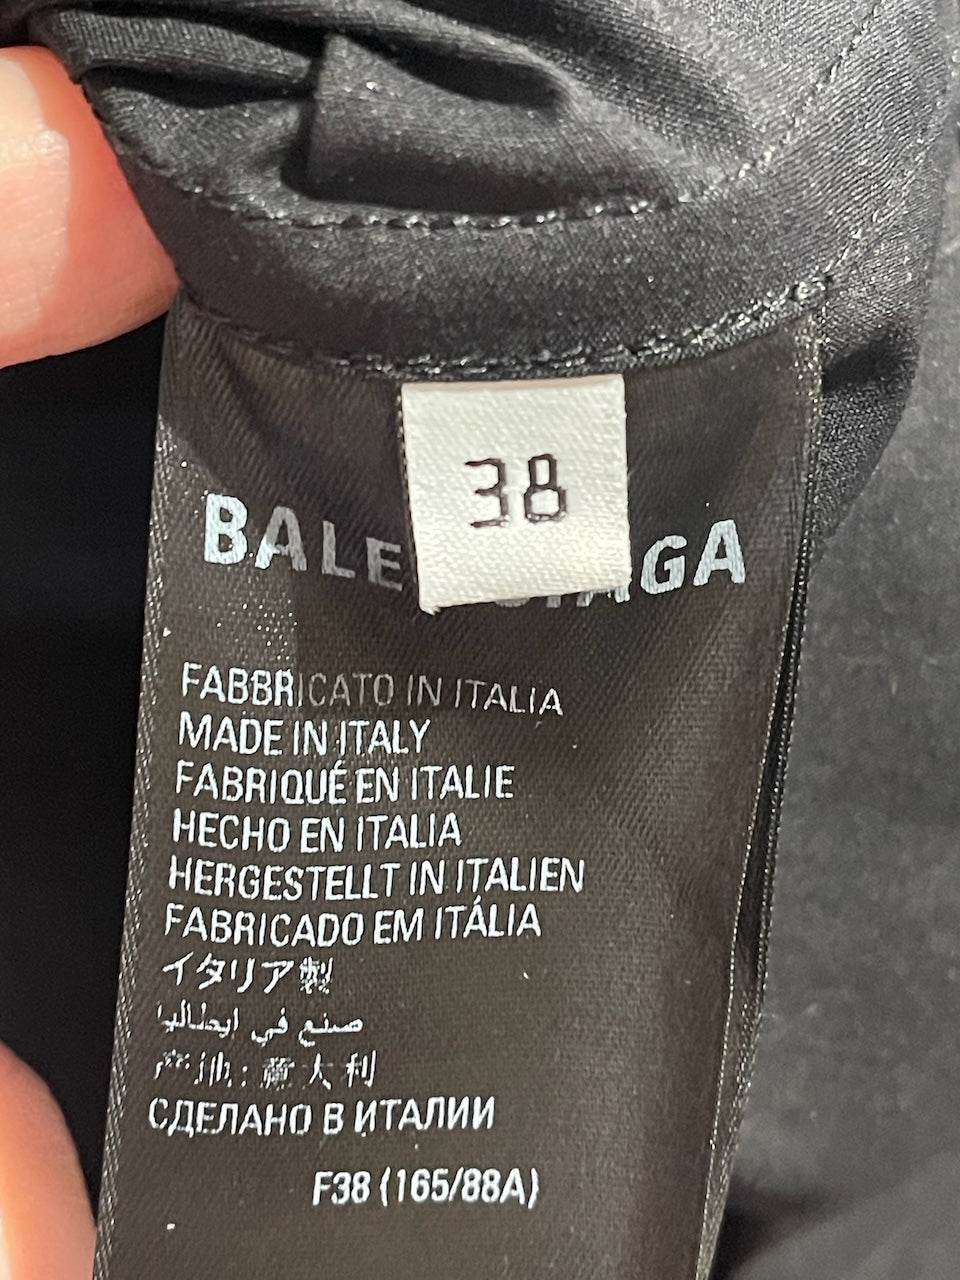 38
BALE GA
FABBRICATO IN ITALIA
MADE IN ITALY
FABRIQUÉ EN ITALIE
HECHO EN ITALIA
HERGESTELLT IN ITALIEN
FABRICADO EM ITÁLIA
イタリア製
صنع في ايطاليا
产地: 意大利
СДЕЛАНО В ИТАЛИИ
F38 (165/88A)